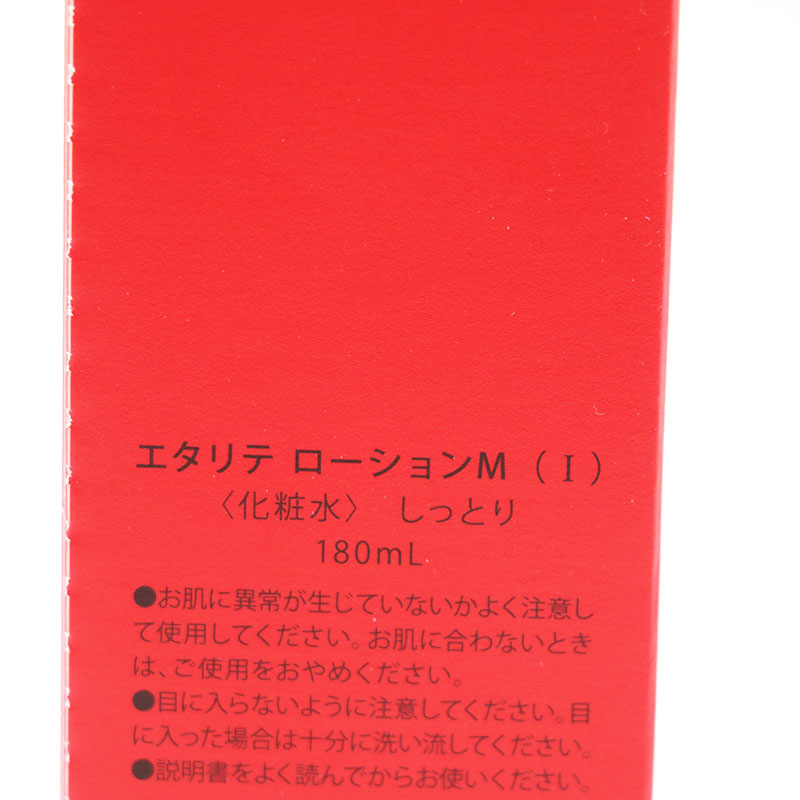 エタリテ ローションM（Ⅰ）
〈化粧水〉 しっとり
180mL
●お肌に異常が生じていないかよく注意し
て使用してください。お肌に合わないとき
は、ご使用をおやめください。
●目に入らないように注意してください。目
に入った場合は十分に洗い流してください。
●説明書をよく読んでからお使いください。